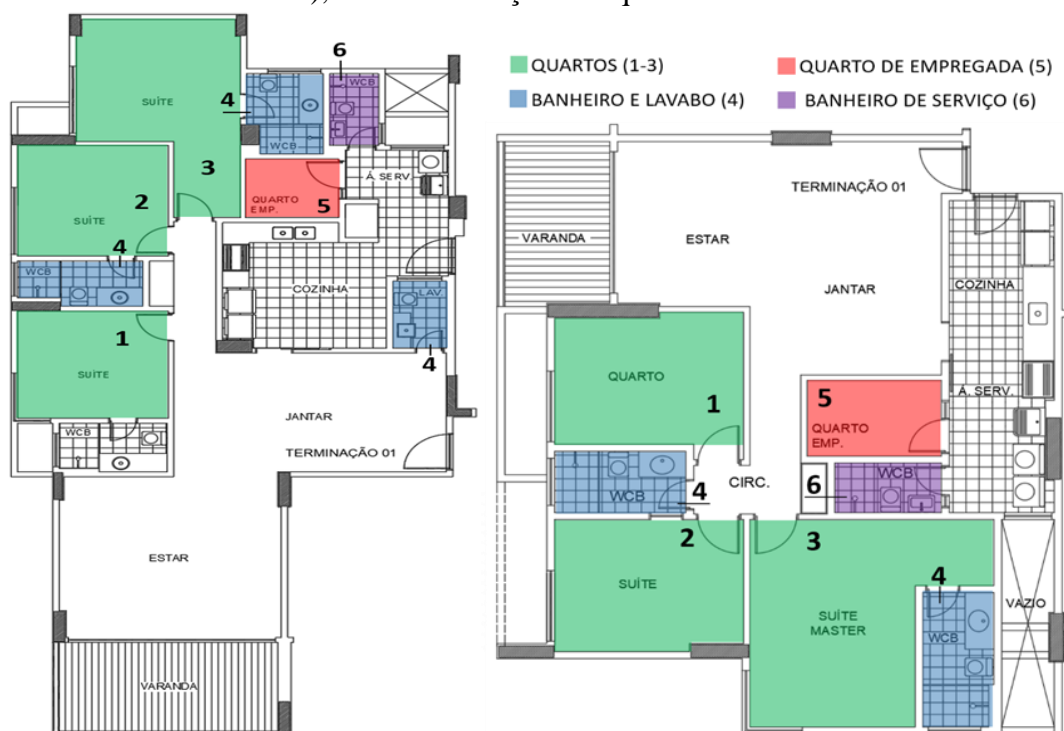 QUARTOS (1-3)
QUARTO DE EMPREGADA (5)
BANHEIRO E LAVABO (4)
BANHEIRO DE SERVIÇO (6)
SUÍTE
3
4
WCB
6
WCB
Á. SERV.
QUARTO
EMP.
5
2
SUÍTE
4
WCB
COZINHA
LAV.
4
1
SUÍTE
WCB
JANTAR
TERMINAÇÃO 01
ESTAR
VARANDA
TERMINAÇÃO 01
VARANDA
ESTAR
JANTAR
COZINHA
QUARTO
1
5
QUARTO
EMP.
Á. SERV.
WCB
4
CIRC.
6
WCB
2
SUÍTE
3
SUÍTE
MASTER
4
WCB
VAZIO